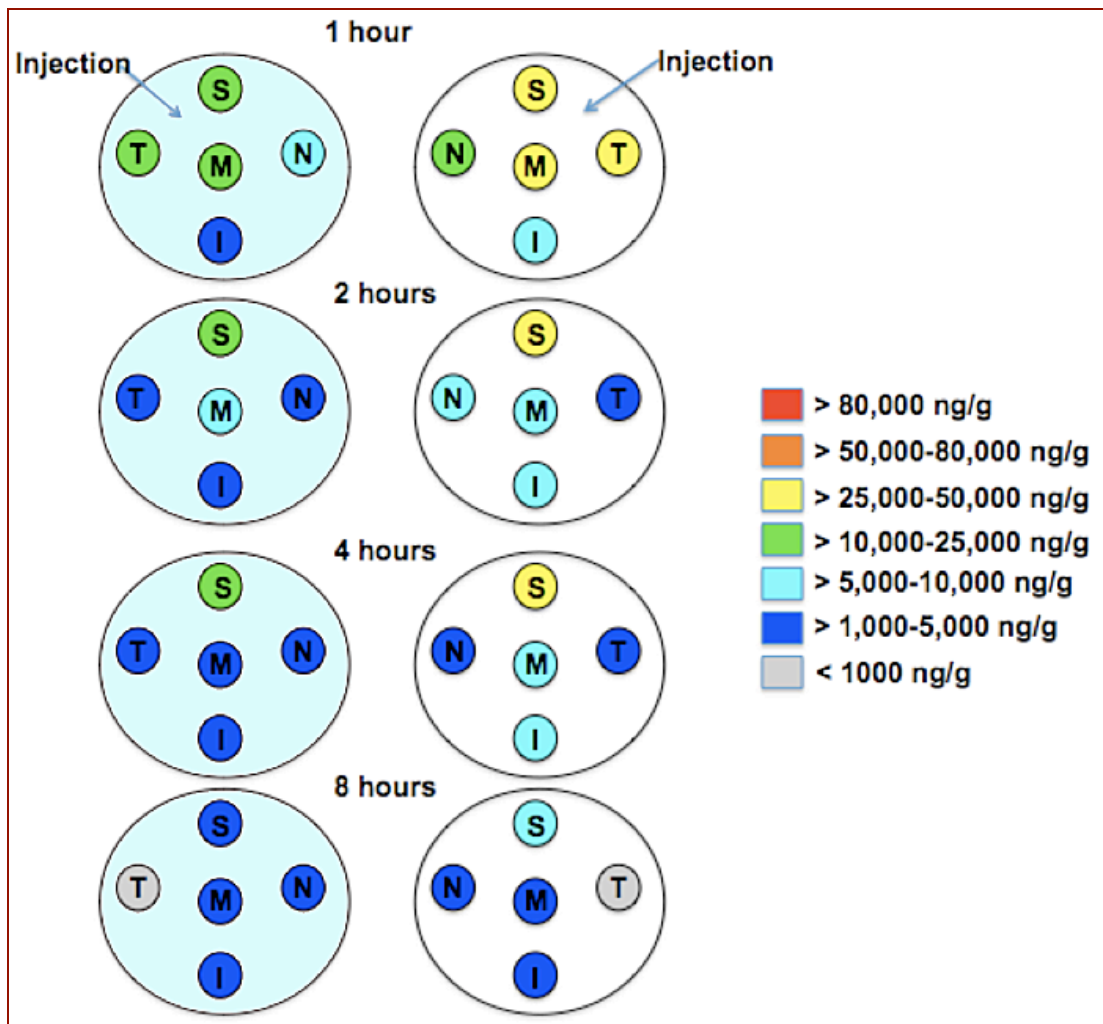 1 hour
Injection
Injection
S
S
T
M
N
N
M
T
I
I
2 hours
S
S
T
M
N
N
M
T
I
I
4 hours
S
S
T
M
N
N
M
T
I
I
8 hours
S
S
T
M
N
N
M
T
I
I
> 80,000 ng/g
> 50,000-80,000 ng/g
> 25,000-50,000 ng/g
> 10,000-25,000 ng/g
> 5,000-10,000 ng/g
> 1,000-5,000 ng/g
< 1000 ng/g